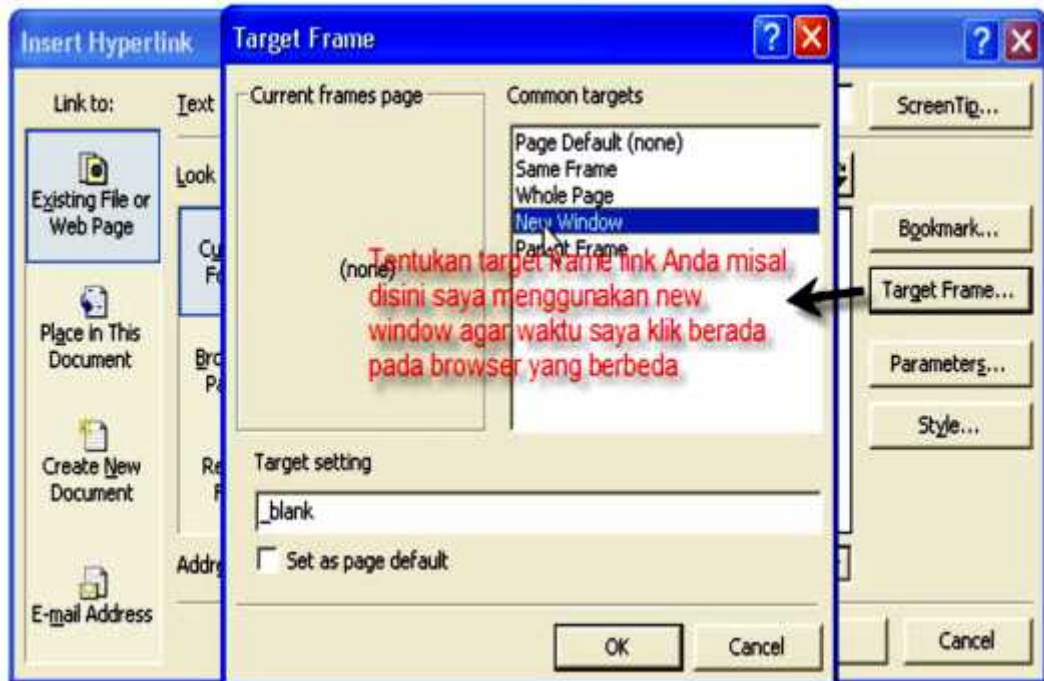 Insert Hyperlink
Target Frame
Link to:
Text
Current frames page
Common targets
ScreenTip...
Existing File or
Web Page
Look
Page Default (none)
Same Frame
Whole Page
New Window
Parent Frame
(none)
Bookmark...
Target Frame...
Tentukan target frame link Anda misal
disini saya menggunakan new
window agar waktu saya klik berada
pada browser yang berbeda
Place in This
Document
Parameters...
Style...
Create New
Document
Target setting
_blank
Set as page default
E-mail Address
OK
Cancel
Cancel